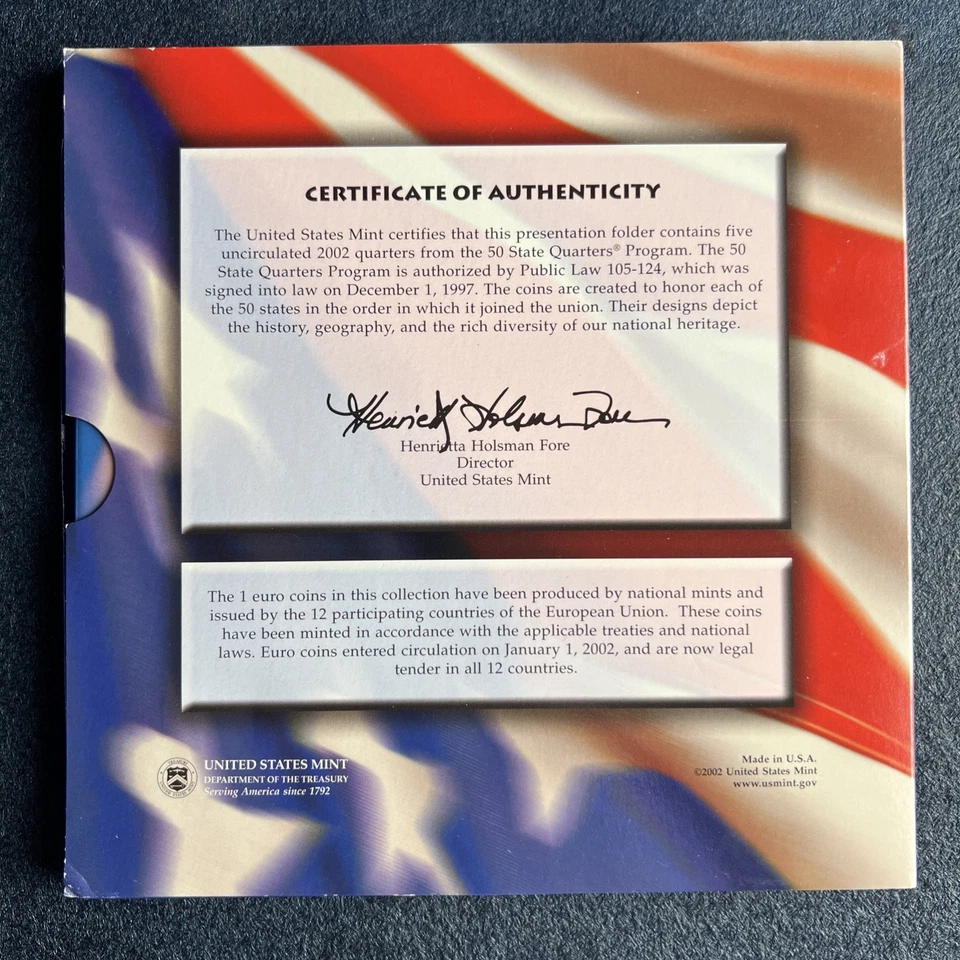 CERTIFICATE OF AUTHENTICITY
The United States Mint certifies that this presentation folder contains five
uncirculated 2002 quarters from the 50 State Quarters® Program. The 50
State Quarters Program is authorized by Public Law 105-124, which was
signed into law on December 1, 1997. The coins are created to honor each of
the 50 states in the order in which it joined the union. Their designs depict
the history, geography, and the rich diversity of our national heritage.
Henrietta Holsman Fore
Henrietta Holsman Fore
Director
United States Mint
The 1 euro coins in this collection have been produced by national mints and
issued by the 12 participating countries of the European Union. These coins
have been minted in accordance with the applicable treaties and national
laws. Euro coins entered circulation on January 1, 2002, and are now legal
tender in all 12 countries.
UNITED STATES MINT
DEPARTMENT OF THE TREASURY
Serving America since 1792
Made in U.S.A.
©2002 United States Mint
www.usmint.gov